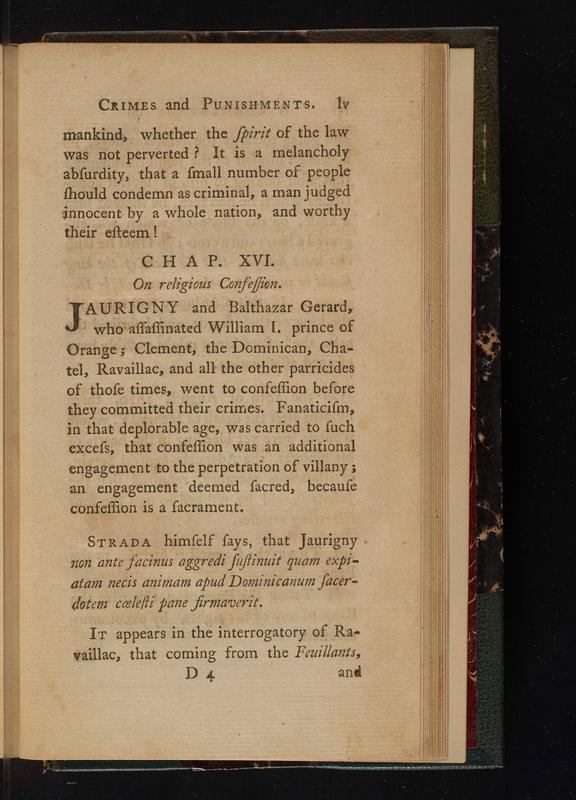 CRIMES and PUNISHMENTS. lv
mankind, whether the ſpirit of the law
was not perverted? It is a melancholy
abſurdity, that a ſmall number of people
ſhould condemn as criminal, a man judged
innocent by a whole nation, and worthy
their eſteem!
CHAP. XVI.
On religious Confeſſion.
JAURIGNY and Balthazar Gerard,
who aſſaſſinated William I. prince of
Orange; Clement, the Dominican, Cha-
tel, Ravaillac, and all the other parricides
of thoſe times, went to confeſſion before
they committed their crimes. Fanaticiſm,
in that deplorable age, was carried to ſuch
exceſs, that confeſſion was an additional
engagement to the perpetration of villany;
an engagement deemed ſacred, becauſe
confeſſion is a ſacrament.
STRADA himſelf ſays, that Jaurigny
non ante facinus aggredi ſuſtinuit quam expi-
atam necis animam apud Dominicanum ſacer-
dotem cœleſti pane firmaverit.
IT appears in the interrogatory of Ra-
vaillac, that coming from the Feuillants,
D 4 and